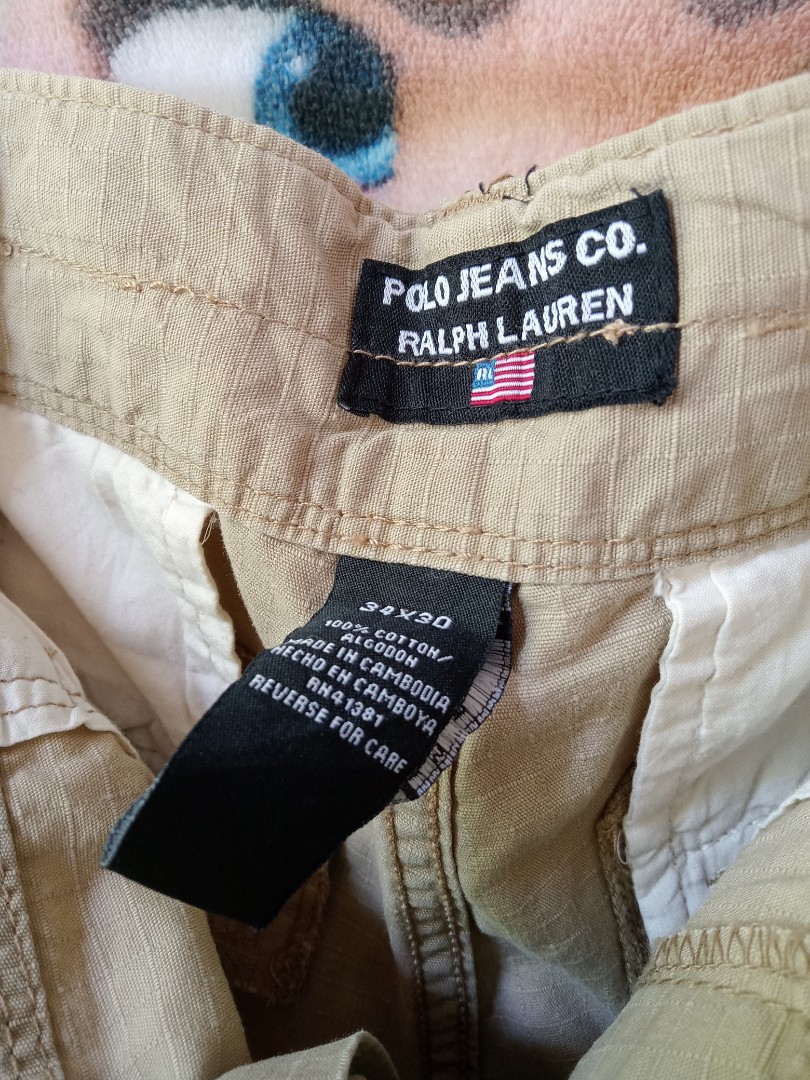 POLO JEANS CO.
RALPH LAUREN
RL
34X30
100% COTTON/
ALGODON
MADE IN CAMBODIA
HECHO EN CAMBOYA
RN41381
REVERSE FOR CARE